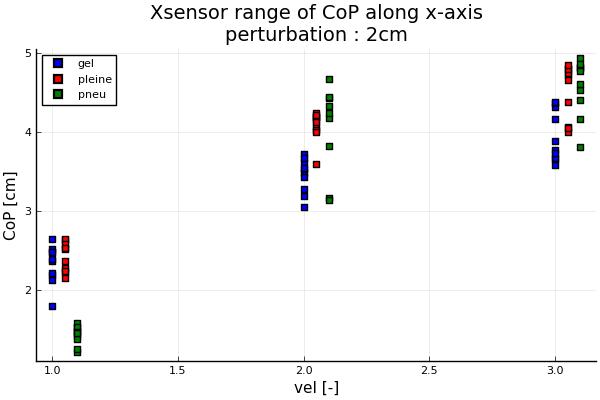 Xsensor range of CoP along x-axis
perturbation : 2cm
gel
pleine
pneu
CoP [cm]
5
4
3
2
1.0 1.5 2.0 2.5 3.0
vel [-]